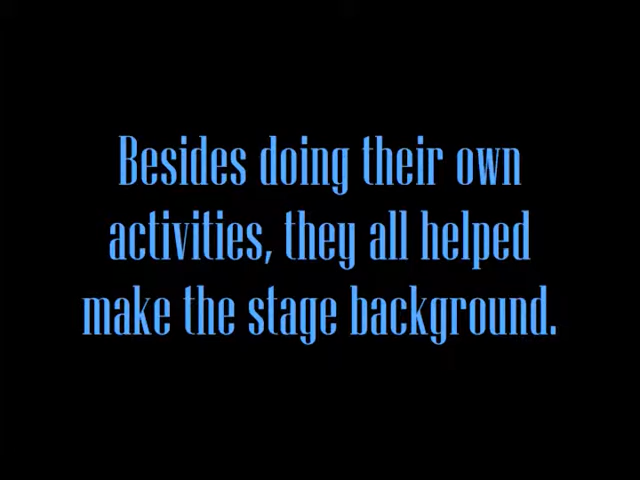 Besides doing their own
activities, they all helped
make the stage background.